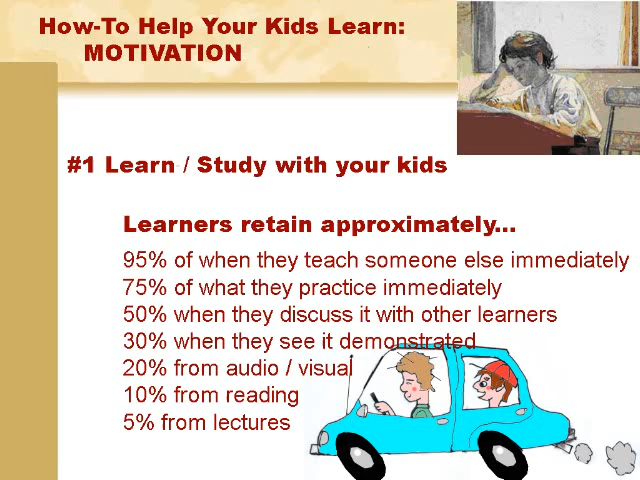 How-To Help Your Kids Learn:
MOTIVATION
#1 Learn / Study with your kids
Learners retain approximately...
95% of when they teach someone else immediately
75% of what they practice immediately
50% when they discuss it with other learners
30% when they see it demonstrated
20% from audio / visual
10% from reading
5% from lectures